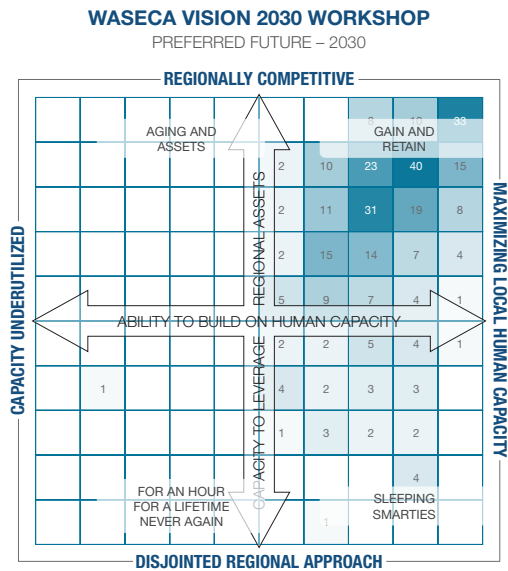 WASECA VISION 2030 WORKSHOP
PREFERRED FUTURE – 2030
REGIONALLY COMPETITIVE
8 19 33
AGING AND
ASSETS
GAIN AND
RETAIN
2 10 23 40 15
2 11 31 19 8
2 15 14 7 4
5 9 7 4 1
ABILITY TO BUILD ON HUMAN CAPACITY
CAPACITY TO LEVERAGE REGIONAL ASSETS
CAPACITY UNDERUTILIZED
MAXIMIZING LOCAL HUMAN CAPACITY
2 2 5 4 1
1 4 2 3 3
1 3 2 2
4
FOR AN HOUR
FOR A LIFETIME
NEVER AGAIN
SLEEPING
SMARTIES
1
DISJOINTED REGIONAL APPROACH